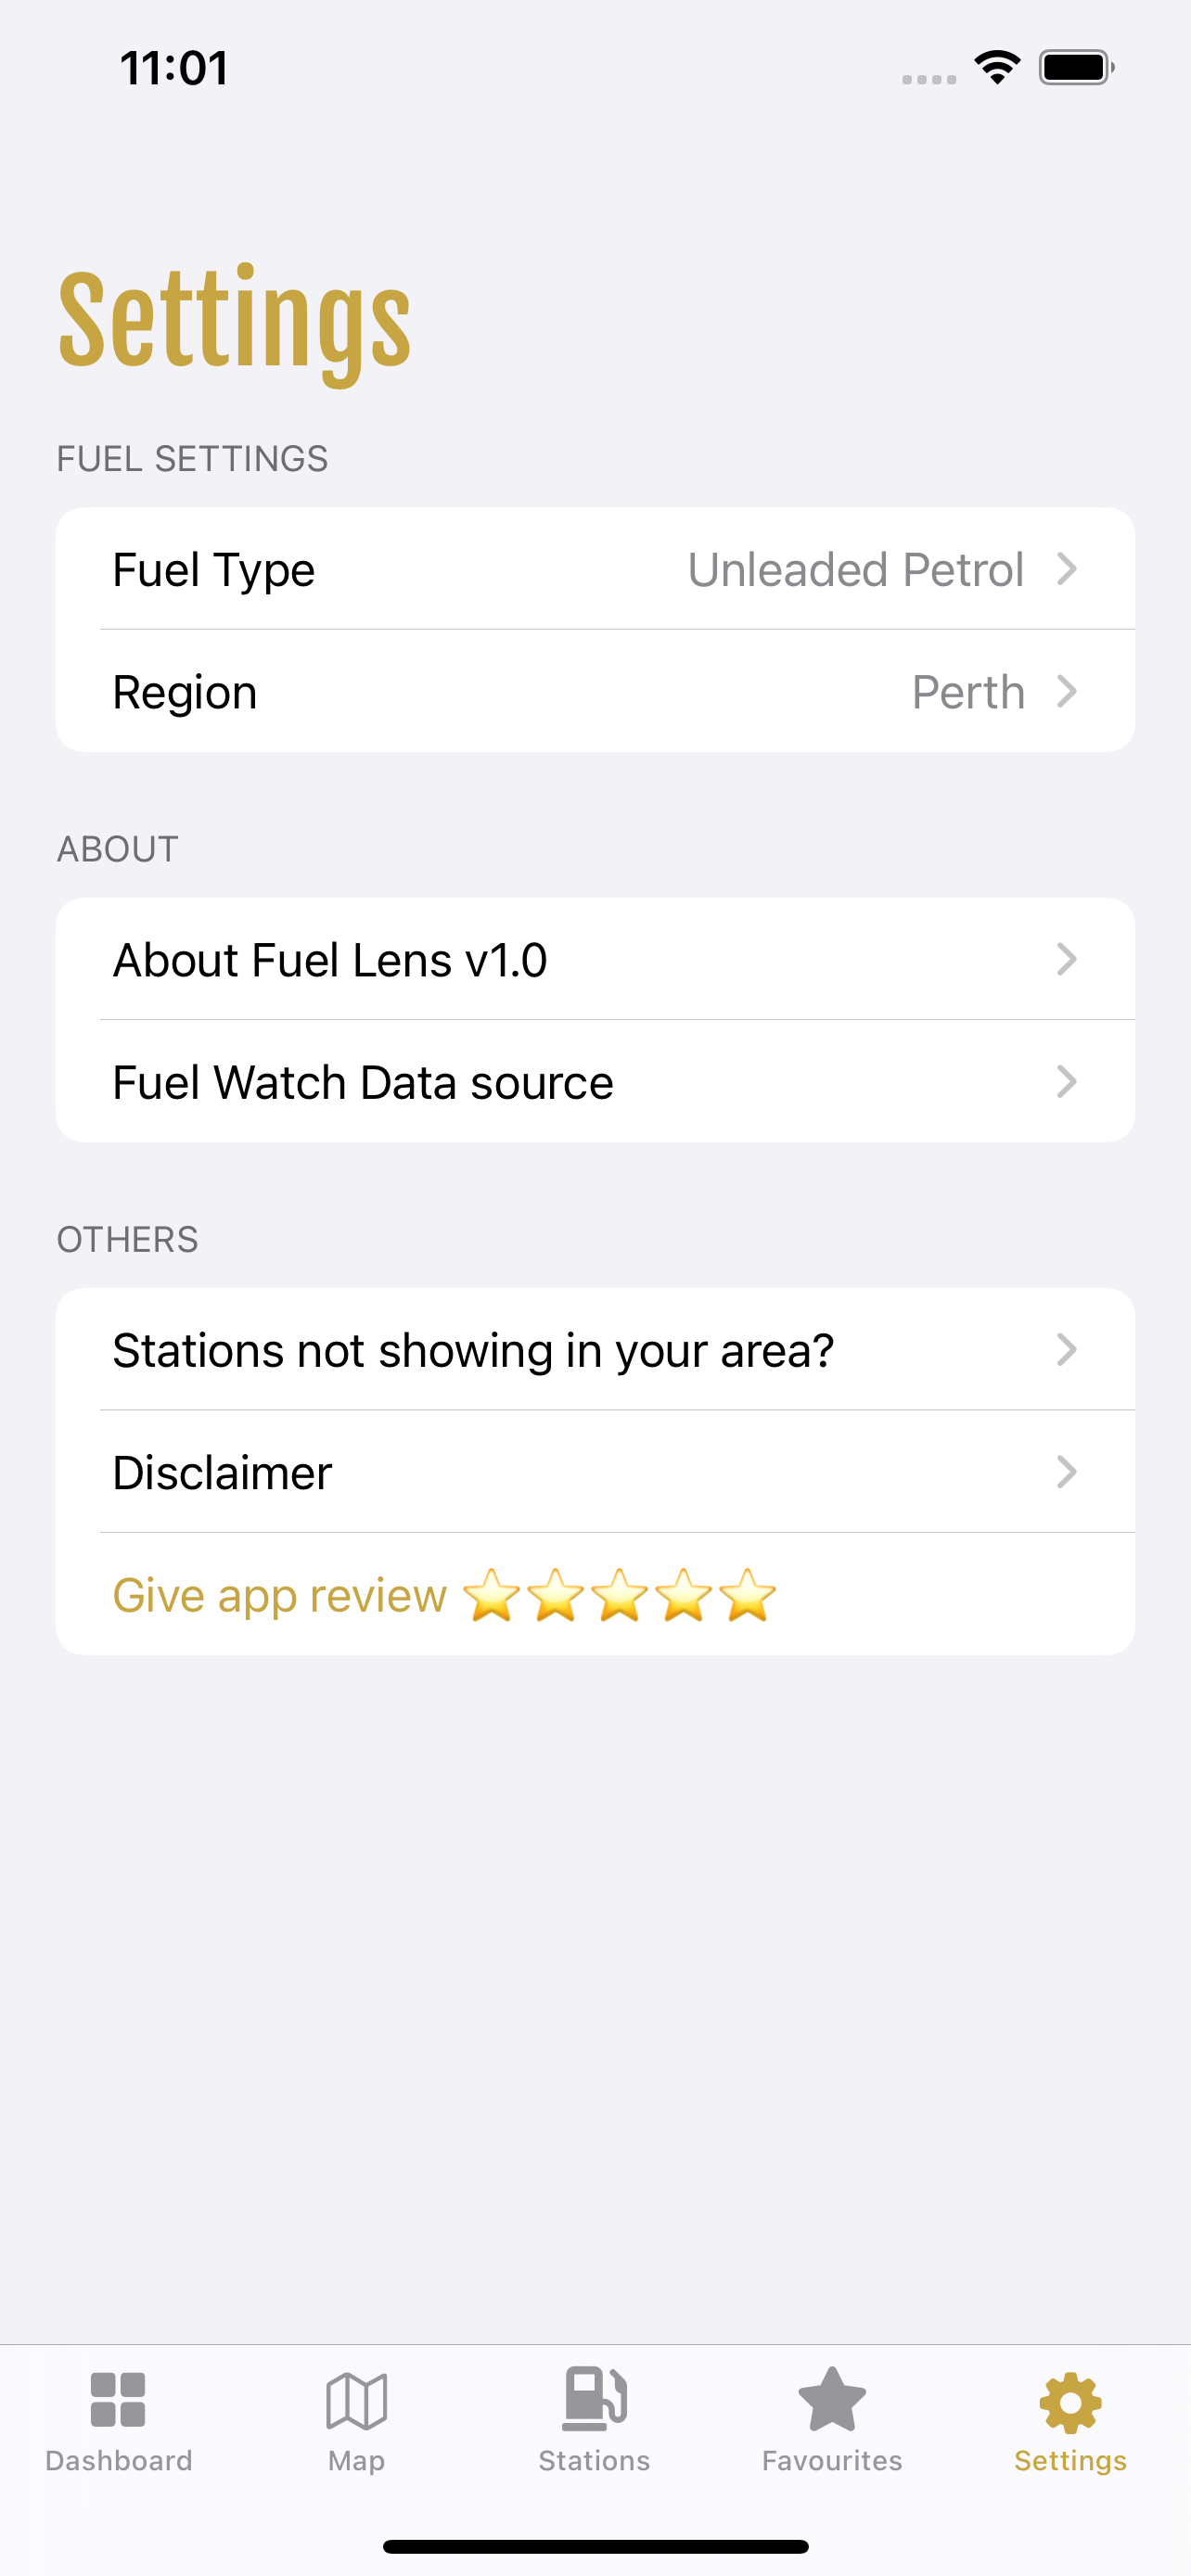 11:01
Settings
FUEL SETTINGS
Fuel Type Unleaded Petrol
Region Perth
ABOUT
About Fuel Lens v1.0
Fuel Watch Data source
OTHERS
Stations not showing in your area?
Disclaimer
Give app review ⭐⭐⭐⭐⭐
Dashboard Map Stations Favourites Settings